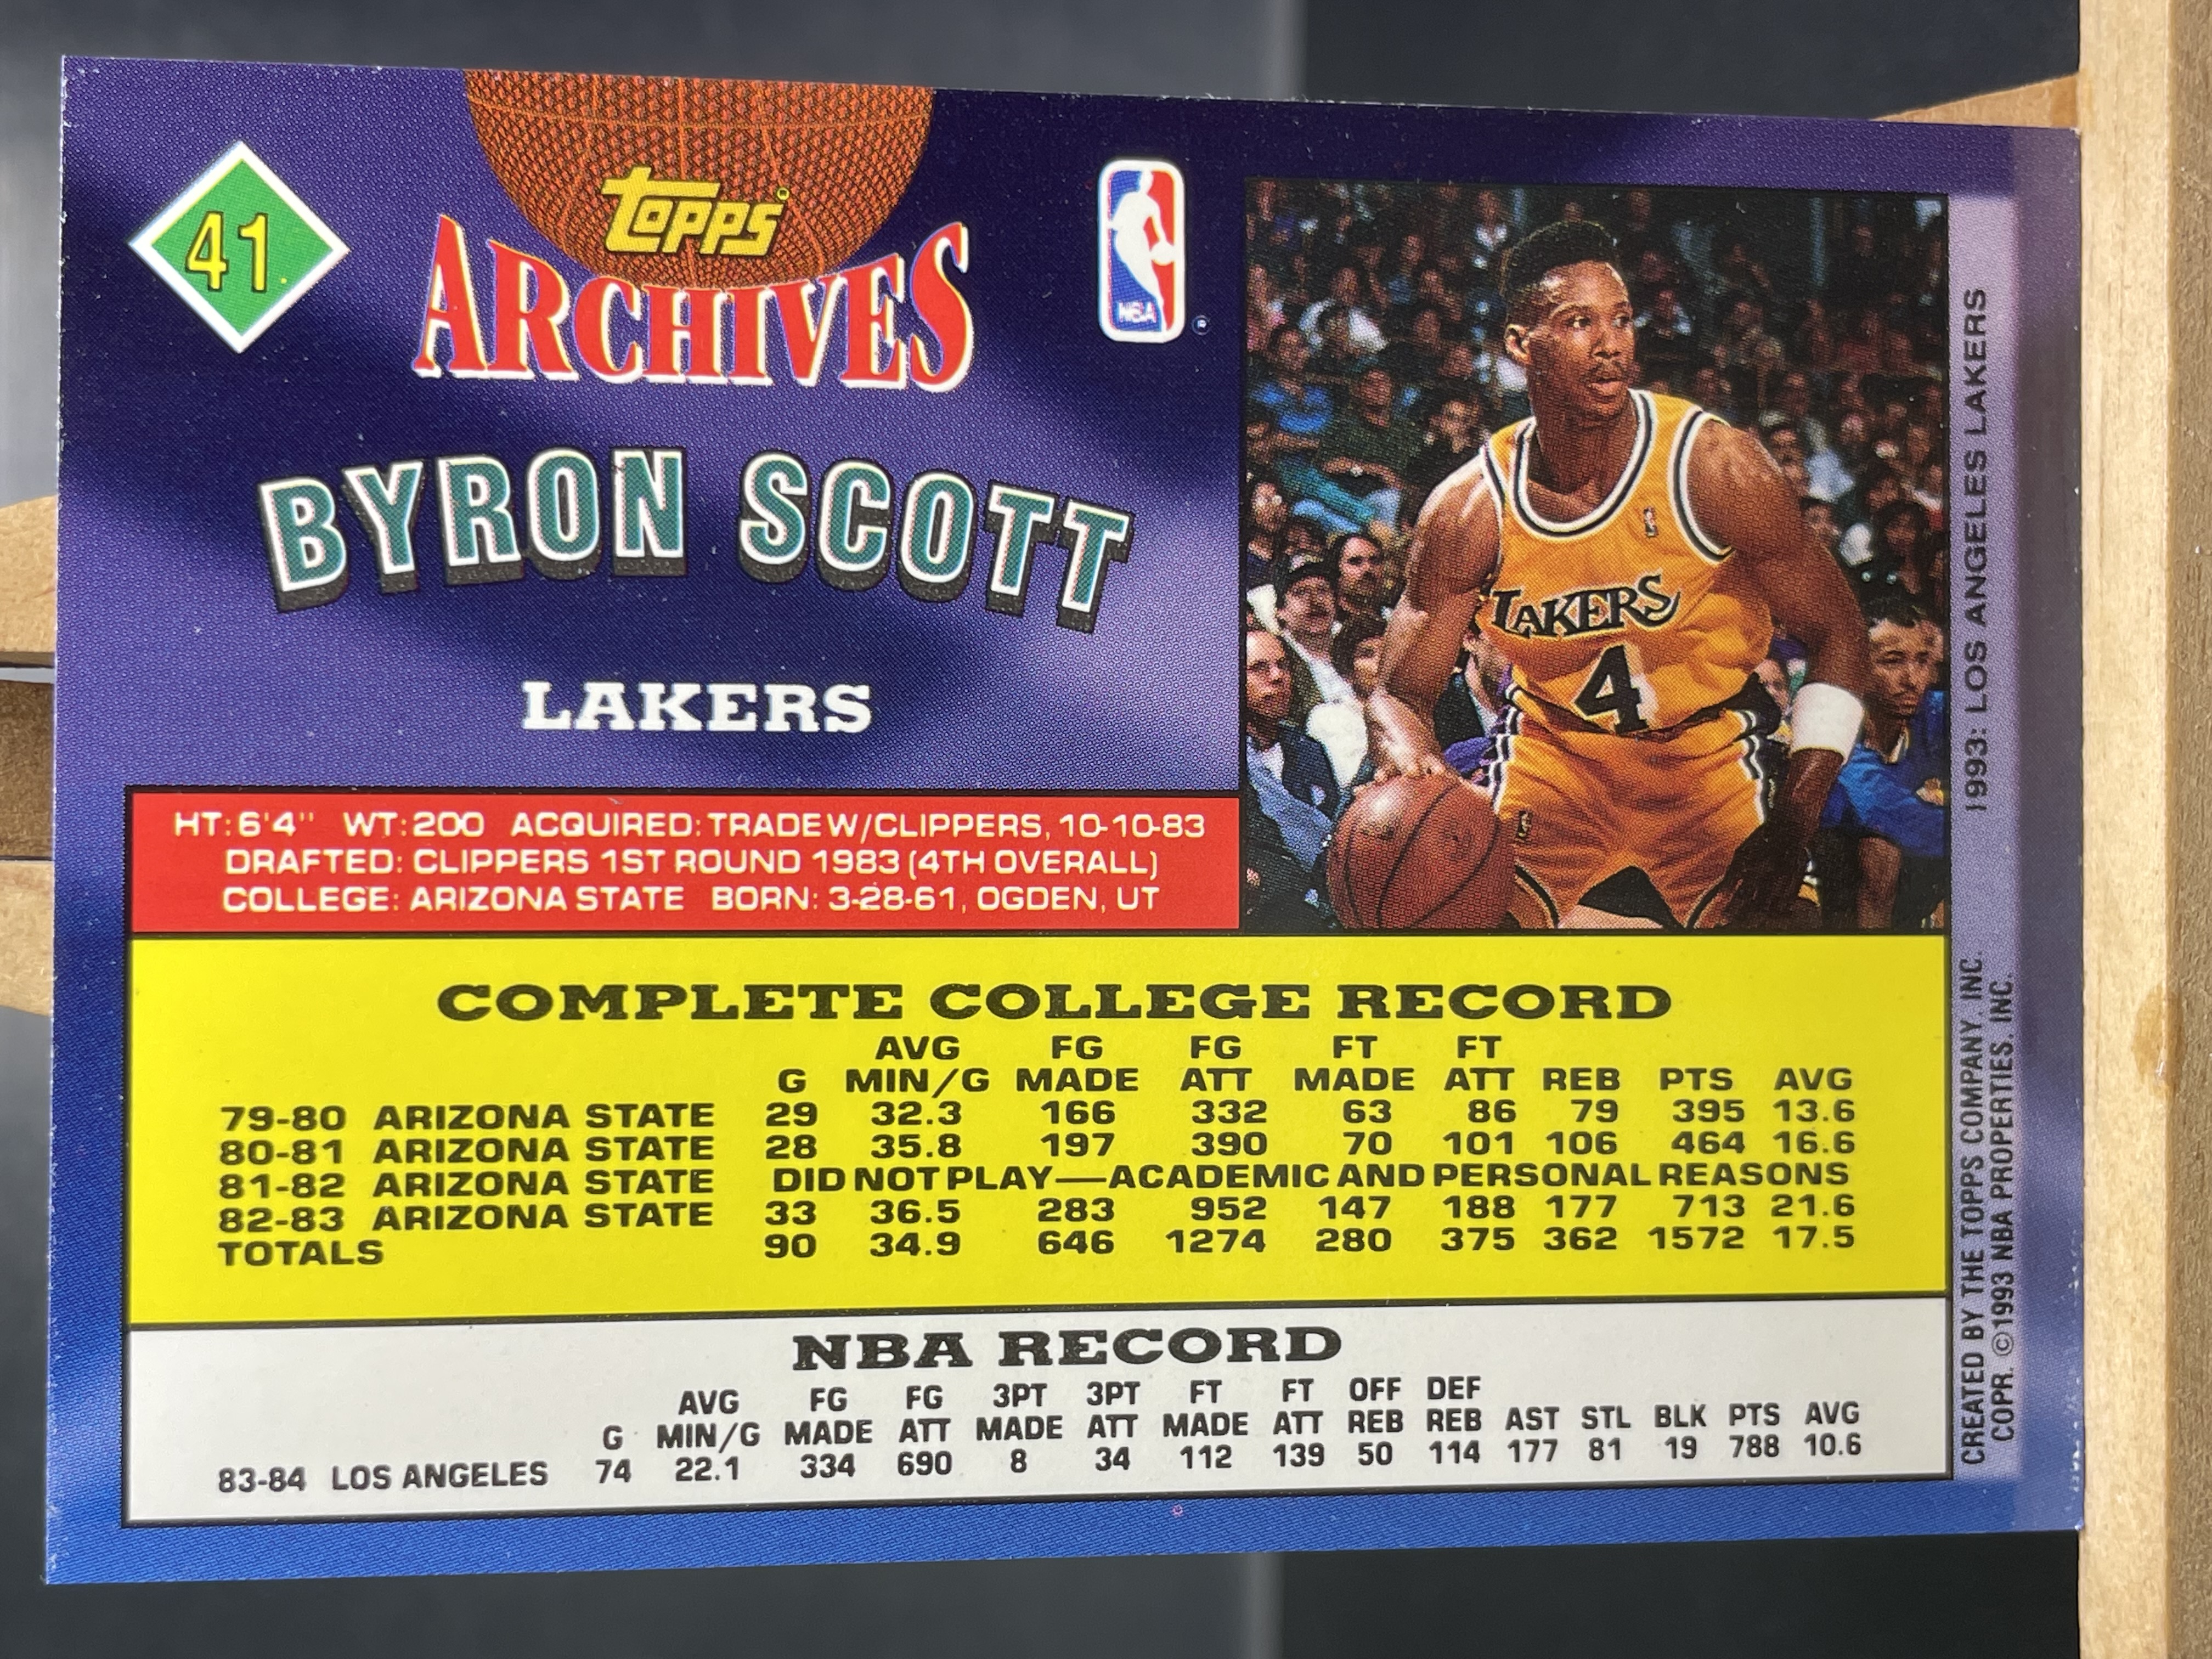 41
TOPPS
ARCHIVES
NBA
BYRON SCOTT
LAKERS
LAKERS
4
HT: 6'4" WT: 200 ACQUIRED: TRADE W/CLIPPERS, 10-10-83
DRAFTED: CLIPPERS 1ST ROUND 1983 (4TH OVERALL)
COLLEGE: ARIZONA STATE BORN: 3-28-61, OGDEN, UT
COMPLETE COLLEGE RECORD
AVG FG FG FT FT
G MIN/G MADE ATT MADE ATT REB PTS AVG
79-80 ARIZONA STATE 29 32.3 166 332 63 86 79 395 13.6
80-81 ARIZONA STATE 28 35.8 197 390 70 101 106 464 16.6
81-82 ARIZONA STATE DID NOT PLAY—ACADEMIC AND PERSONAL REASONS
82-83 ARIZONA STATE 33 36.5 283 952 147 188 177 713 21.6
TOTALS 90 34.9 646 1274 280 375 362 1572 17.5
NBA RECORD
AVG FG FG 3PT 3PT FT FT OFF DEF
G MIN/G MADE ATT MADE ATT MADE ATT REB REB AST STL BLK PTS AVG
83-84 LOS ANGELES 74 22.1 334 690 8 34 112 139 50 114 177 81 19 788 10.6
1993: LOS ANGELES LAKERS
CREATED BY THE TOPPS COMPANY, INC.
COPR. © 1993 NBA PROPERTIES, INC.